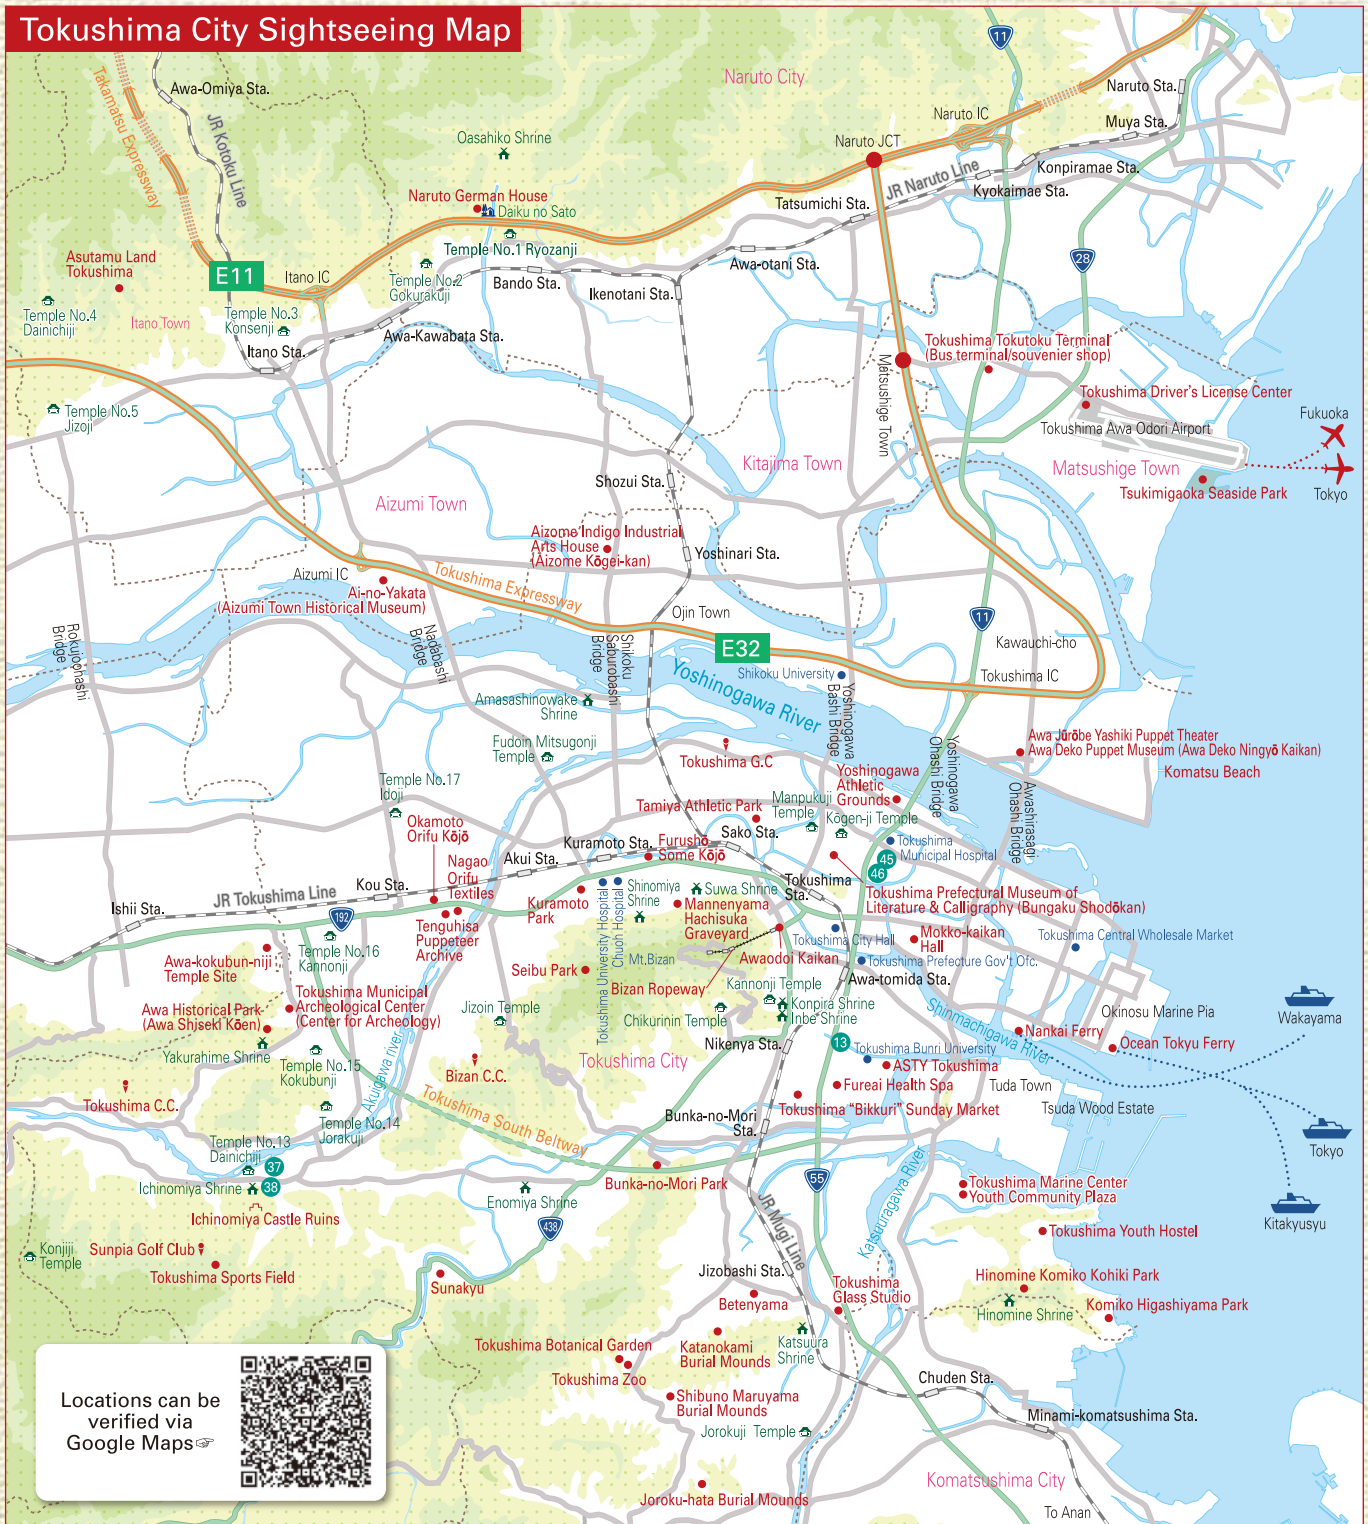 Tokushima City Sightseeing Map
11
Naruto City
Takamatsu Expressway
Awa-Omiya Sta.
JR Kotoku Line
Naruto Sta.
Naruto IC
Muya Sta.
Oasahiko Shrine
Naruto JCT
Konpiramae Sta.
JR Naruto Line
Kyokaimae Sta.
Naruto German House
Daiku no Sato
Tatsumichi Sta.
Temple No.1 Ryozanji
Asutamu Land
Tokushima
E11
Itano IC
Temple No.2
Gokurakuji
Bando Sta.
Ikenotani Sta.
Awa-otani Sta.
28
Temple No.4
Dainichiji
Itano Town
Temple No.3
Konsenji
Itano Sta.
Awa-Kawabata Sta.
Tokushima Tokutoku Terminal
(Bus terminal/souvenier shop)
Matsushige Town
Tokushima Driver's License Center
Temple No.5
Jizoji
Tokushima Awa Odori Airport
Fukuoka
Kitajima Town
Matsushige Town
Tokyo
Shozui Sta.
Tsukimigaoka Seaside Park
Aizumi Town
Aizome Indigo Industrial
Arts House
(Aizome Kōgei-kan)
Yoshinari Sta.
Aizumi IC
Ai-no-Yakata
(Aizumi Town Historical Museum)
Tokushima Expressway
Ojin Town
11
Kawauchi-cho
Rokujoohashi
Bridge
Nadabashi
Bridge
Shikoku
Saburobashi
Bridge
E32
Yoshinogawa River
Shikoku University
Tokushima IC
Yoshinogawa
Bashi Bridge
Amasashinowake
Shrine
Fudoin Mitsugonji
Temple
Tokushima G.C
Yoshinogawa
Ohashi Bridge
Awa Jūrōbe Yashiki Puppet Theater
Awa Deko Puppet Museum (Awa Deko Ningyō Kaikan)
Komatsu Beach
Awashirasagi
Ohashi Bridge
Yoshinogawa
Athletic
Grounds
Temple No.17
Idoji
Manpukuji
Temple
Kōgen-ji Temple
Tamiya Athletic Park
Okamoto
Orifu Kōjō
Sako Sta.
Kuramoto Sta.
Furushō
Some Kōjō
Tokushima
Municipal Hospital
45
46
Nagao
Orifu
Textiles
Akui Sta.
Kou Sta.
JR Tokushima Line
Ishii Sta.
192
Kuramoto
Park
Tokushima University Hospital
Chuoh Hospital
Shinomiya
Shrine
Suwa Shrine
Mannenyama
Hachisuka
Graveyard
Tokushima
Sta.
Tokushima Prefectural Museum of
Literature & Calligraphy (Bungaku Shodōkan)
Tenguhisa
Puppeteer
Archive
Temple No.16
Kannonji
Awa-kokubun-niji
Temple Site
Tokushima City Hall
Mokko-kaikan
Hall
Tokushima Central Wholesale Market
Mt.Bizan
Awaodoi Kaikan
Tokushima Prefecture Gov't Ofc.
Seibu Park
Bizan Ropeway
Awa-tomida Sta.
Tokushima Municipal
Archeological Center
(Center for Archeology)
Awa Historical Park
(Awa Shiseki Kōen)
Jizoin Temple
Kannonji Temple
Konpira Shrine
Inbe Shrine
Chikurinin Temple
Shinmachigawa River
Okinosu Marine Pia
Wakayama
Nankai Ferry
Ocean Tokyu Ferry
Yakurahime Shrine
Temple No.15
Kokubunji
Akuigawa river
Tokushima City
Nikenya Sta.
13
Tokushima Bunri University
ASTY Tokushima
Bizan C.C.
Fureai Health Spa
Tuda Town
Tokushima C.C.
Tokushima South Beltway
Tokushima "Bikkuri" Sunday Market
Tsuda Wood Estate
Bunka-no-Mori
Sta.
Temple No.14
Jorakuji
Tokyo
Temple No.13
Dainichiji
37
38
Ichinomiya Shrine
Bunka-no-Mori Park
55
Katsuuragawa River
Tokushima Marine Center
Youth Community Plaza
Enomiya Shrine
JR Mugi Line
Kitakyusyu
Ichinomiya Castle Ruins
438
Tokushima Youth Hostel
Konjiji
Temple
Sunpia Golf Club
Tokushima Sports Field
Sunakyu
Jizobashi Sta.
Tokushima
Glass Studio
Hinomine Komiko Kohiki Park
Betenyama
Hinomine Shrine
Komiko Higashiyama Park
Tokushima Botanical Garden
Katanokami
Burial Mounds
Katsuura
Shrine
Tokushima Zoo
Chuden Sta.
Shibuno Maruyama
Burial Mounds
Minami-komatsushima Sta.
Jorokuji Temple
Locations can be
verified via
Google Maps☞
Komatsushima City
Joroku-hata Burial Mounds
To Anan